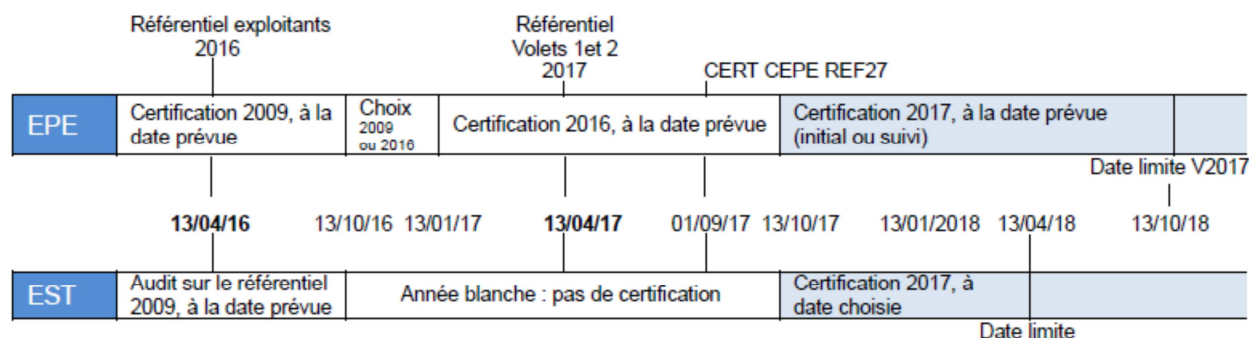 Référentiel exploitants
2016
Référentiel
Volets 1et 2
2017
CERT CEPE REF27
EPE
Certification 2009, à la
date prévue
Choix
2009
ou 2016
Certification 2016, à la date prévue
Certification 2017, à la date prévue
(initial ou suivi)
Date limite V2017
13/04/16
13/10/16
13/01/17
13/04/17
01/09/17
13/10/17
13/01/2018
13/04/18
13/10/18
EST
Audit sur le référentiel
2009, à la date prévue
Année blanche : pas de certification
Certification 2017, à
date choisie
Date limite